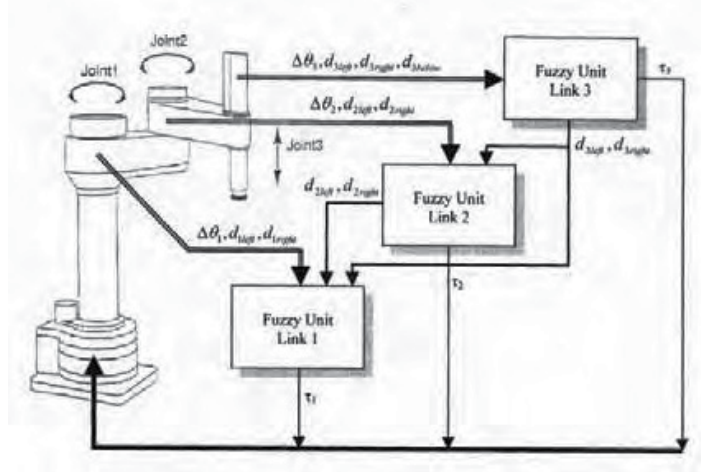 Joint2
Joint1
Joint3
Δθ₃, d₃left, d₃right, d₃below
Fuzzy Unit
Link 3
τ₃
Δθ₂, d₂left, d₂right
d₃left, d₃right
d₂left, d₂right
Fuzzy Unit
Link 2
Δθ₁, d₁left, d₁right
τ₂
Fuzzy Unit
Link 1
τ₁